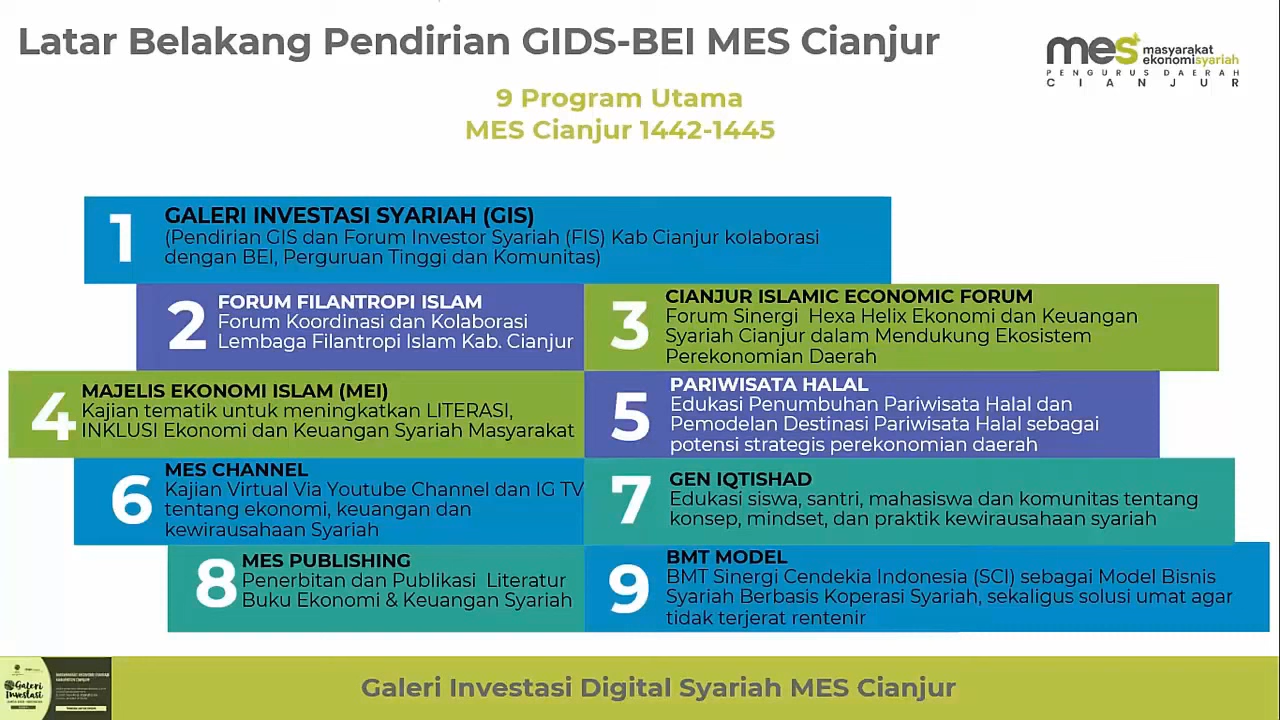 Latar Belakang Pendirian GIDS-BEI MES Cianjur
mes masyarakat
ekonomisyariah
PENGURUS DAERAH
CIANJUR
9 Program Utama
MES Cianjur 1442-1445
1
GALERI INVESTASI SYARIAH (GIS)
(Pendirian GIS dan Forum Investor Syariah (FIS) Kab Cianjur kolaborasi
dengan BEI, Perguruan Tinggi dan Komunitas)
2
FORUM FILANTROPI ISLAM
Forum Koordinasi dan Kolaborasi
Lembaga Filantropi Islam Kab. Cianjur
3
CIANJUR ISLAMIC ECONOMIC FORUM
Forum Sinergi Hexa Helix Ekonomi dan Keuangan
Syariah Cianjur dalam Mendukung Ekosistem
Perekonomian Daerah
4
MAJELIS EKONOMI ISLAM (MEI)
Kajian tematik untuk meningkatkan LITERASI,
INKLUSI Ekonomi dan Keuangan Syariah Masyarakat
5
PARIWISATA HALAL
Edukasi Penumbuhan Pariwisata Halal dan
Pemodelan Destinasi Pariwisata Halal sebagai
potensi strategis perekonomian daerah
6
MES CHANNEL
Kajian Virtual Via Youtube Channel dan IG TV
tentang ekonomi, keuangan dan
kewirausahaan Syariah
7
GEN IQTISHAD
Edukasi siswa, santri, mahasiswa dan komunitas tentang
konsep, mindset, dan praktik kewirausahaan syariah
8
MES PUBLISHING
Penerbitan dan Publikasi Literatur
Buku Ekonomi & Keuangan Syariah
9
BMT MODEL
BMT Sinergi Cendekia Indonesia (SCI) sebagai Model Bisnis
Syariah Berbasis Koperasi Syariah, sekaligus solusi umat agar
tidak terjerat rentenir
Galeri
Investasi
Galeri Investasi Digital Syariah MES Cianjur